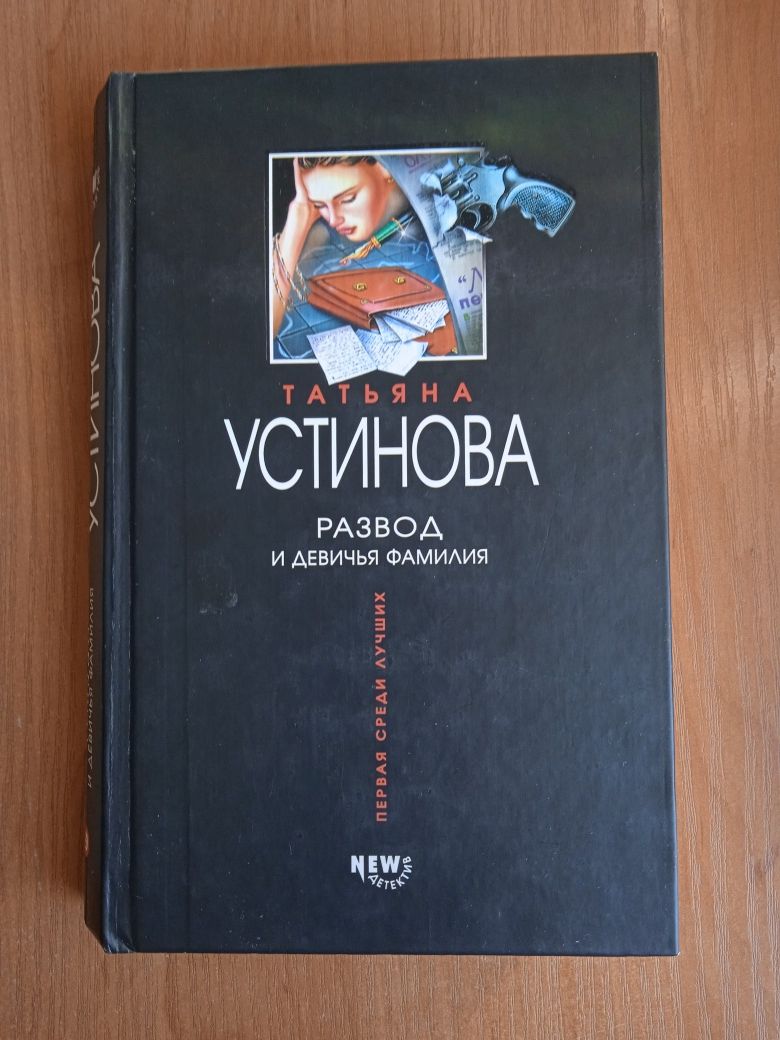 ТАТЬЯНА
УСТИНОВА
РАЗВОД
И ДЕВИЧЬЯ ФАМИЛИЯ
ПЕРВАЯ СРЕДИ ЛУЧШИХ
NEW
ДЕТЕКТИВ
УСТИНОВА
И ДЕВИЧЬЯ ФАМИЛИЯ